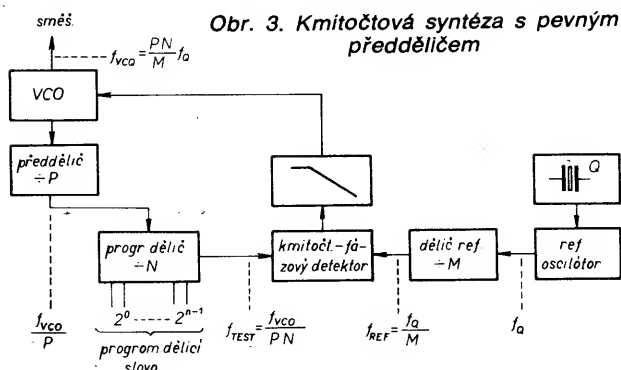 Obr. 3. Kmitočtová syntéza s pevným
předděličem
směš.
f_VCO = PN/M f_Q
VCO
předdělič
÷P
progr dělič
÷N
kmitočt.-fá-
zový detektor
dělič ref
÷M
Q
ref
oscilátor
f_VCO/P
2^0 ------ 2^n-1
program dělicí
slovo
f_TEST = f_VCO/PN
f_REF = f_Q/M
f_Q